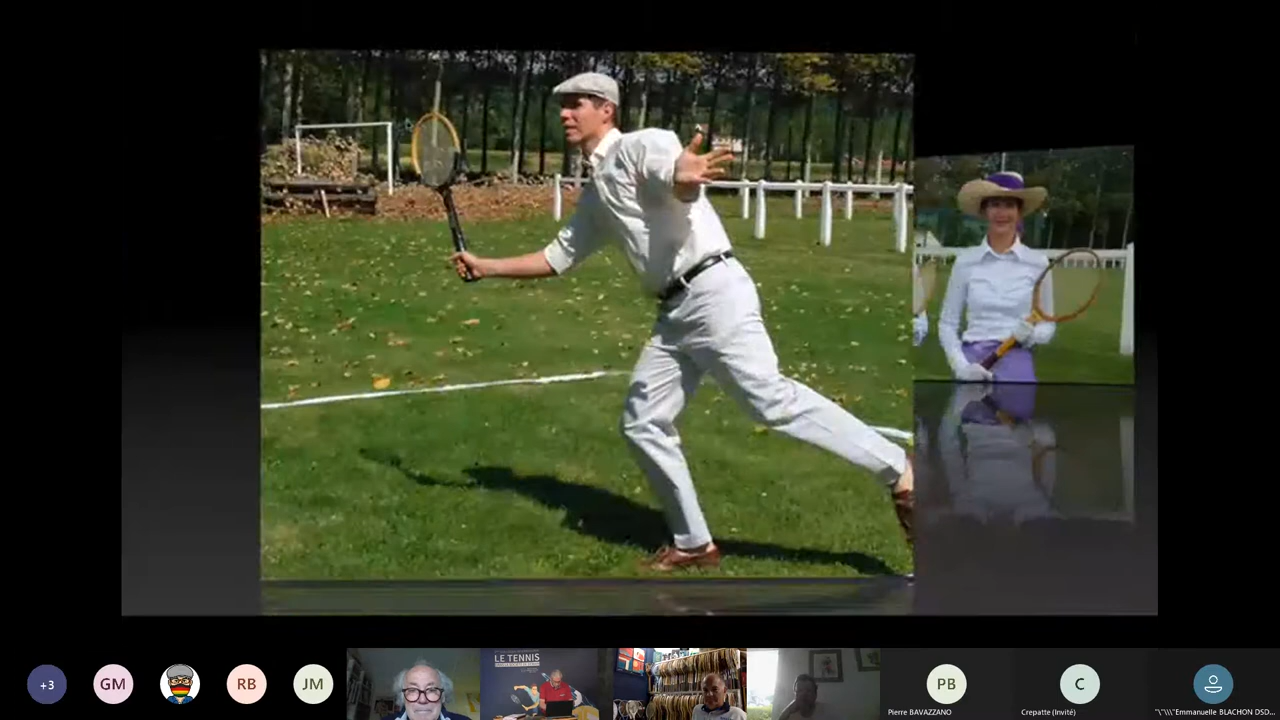 +3
GM
RB
JM
LE TENNIS
PB
Pierre BAVAZZANO
C
Crepatte (Invité)
"\"\\\"Emmanuelle BLACHON DSD...